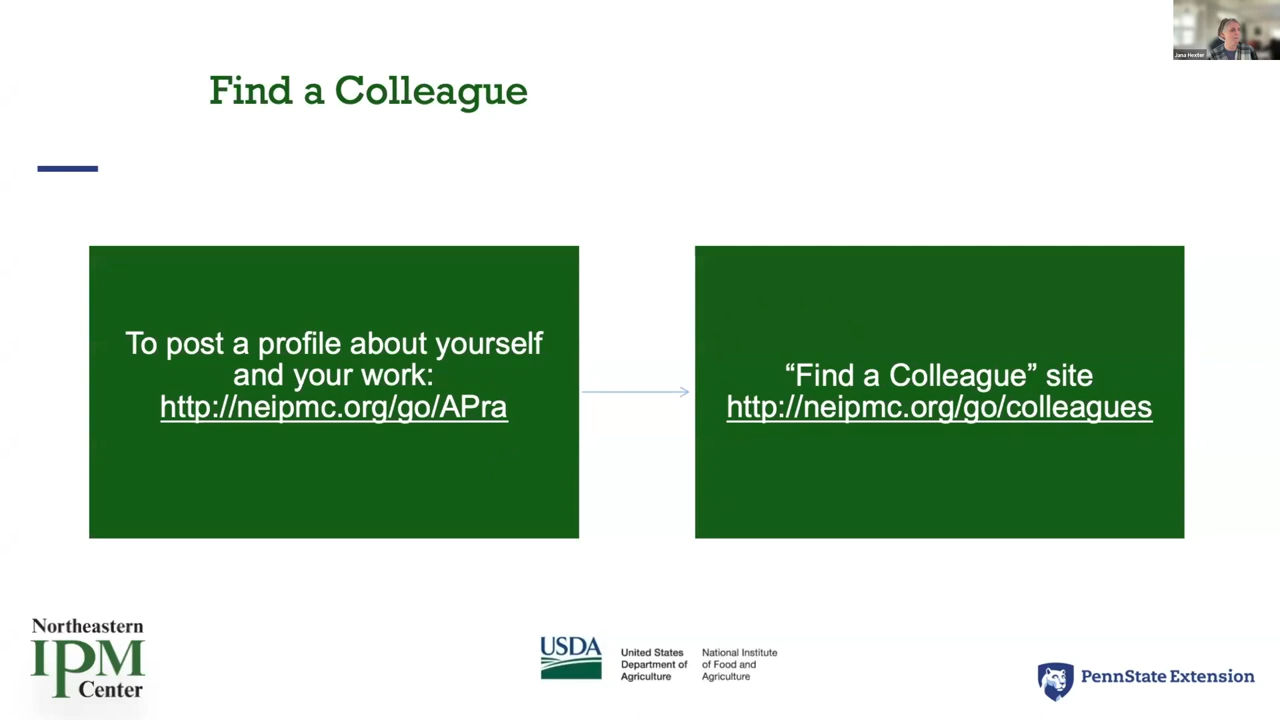 Jana Hexter
Find a Colleague
To post a profile about yourself
and your work:
http://neipmc.org/go/APra
“Find a Colleague” site
http://neipmc.org/go/colleagues
Northeastern
IPM
Center
USDA
United States
Department of
Agriculture
National Institute
of Food and
Agriculture
PennState Extension